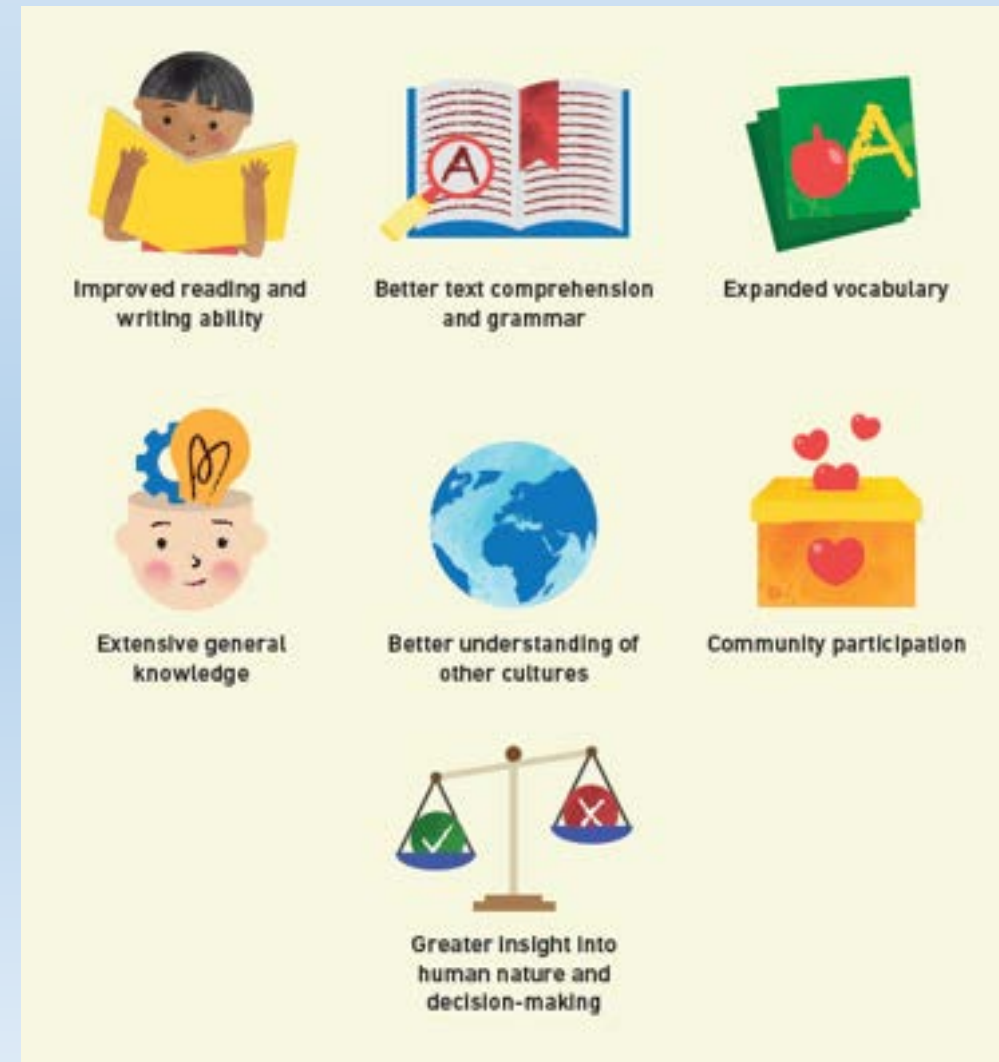 A
A
Improved reading and
writing ability
Better text comprehension
and grammar
Expanded vocabulary
Extensive general
knowledge
Better understanding of
other cultures
Community participation
Greater insight into
human nature and
decision-making